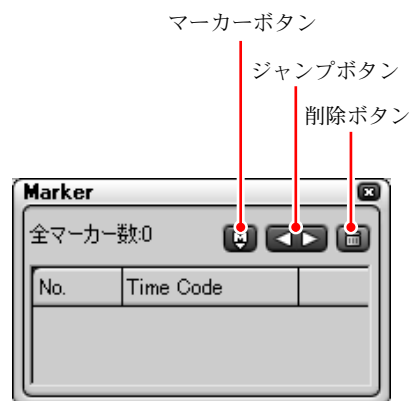 マーカーボタン
ジャンプボタン
削除ボタン
Marker
全マーカー数:0
No. Time Code